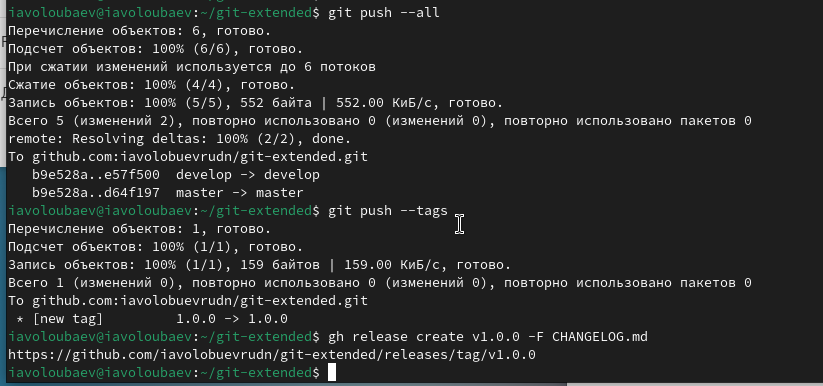 iavoloubaev@iavoloubaev:~/git-extended$ git push --all
Перечисление объектов: 6, готово.
Подсчет объектов: 100% (6/6), готово.
При сжатии изменений используется до 6 потоков
Сжатие объектов: 100% (4/4), готово.
Запись объектов: 100% (5/5), 552 байта | 552.00 КиБ/с, готово.
Всего 5 (изменений 2), повторно использовано 0 (изменений 0), повторно использовано пакетов 0
remote: Resolving deltas: 100% (2/2), done.
To github.com:iavolobuevrudn/git-extended.git
b9e528a..e57f500  develop -> develop
b9e528a..d64f197  master -> master
iavoloubaev@iavoloubaev:~/git-extended$ git push --tags
Перечисление объектов: 1, готово.
Подсчет объектов: 100% (1/1), готово.
Запись объектов: 100% (1/1), 159 байтов | 159.00 КиБ/с, готово.
Всего 1 (изменений 0), повторно использовано 0 (изменений 0), повторно использовано пакетов 0
To github.com:iavolobuevrudn/git-extended.git
* [new tag]         1.0.0 -> 1.0.0
iavoloubaev@iavoloubaev:~/git-extended$ gh release create v1.0.0 -F CHANGELOG.md
https://github.com/iavolobuevrudn/git-extended/releases/tag/v1.0.0
iavoloubaev@iavoloubaev:~/git-extended$